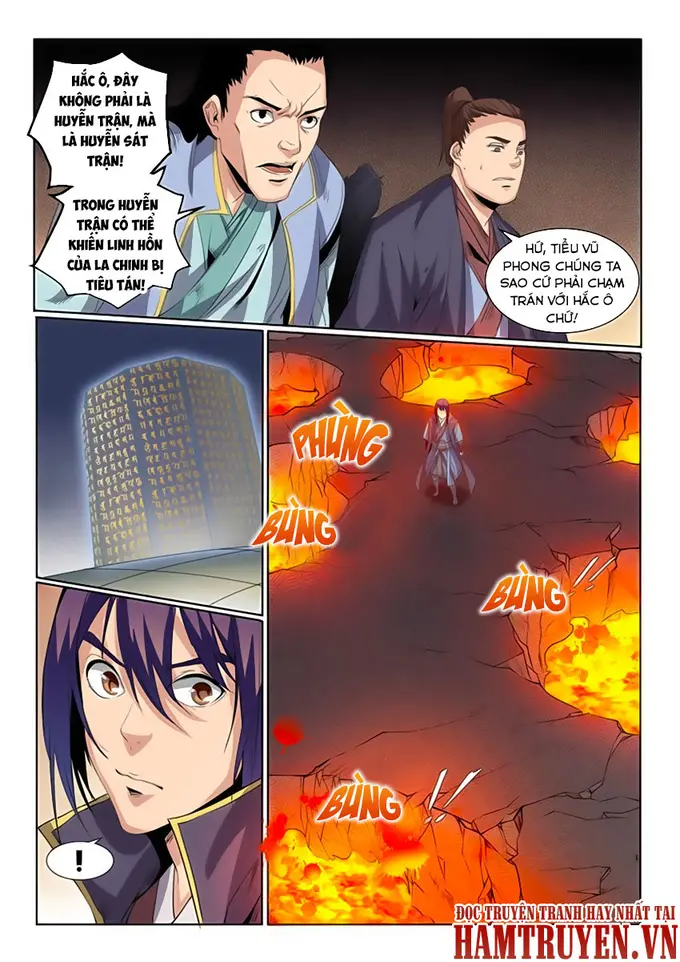 HẮC Ô, ĐÂY
KHÔNG PHẢI LÀ
HUYỄN TRẬN, MÀ
LÀ HUYỄN SÁT
TRẬN!
TRONG HUYỄN
TRẬN CÓ THỂ
KHIẾN LINH HỒN
CỦA LA CHINH BỊ
TIÊU TÁN!
HỨ, TIỂU VŨ
PHONG CHÚNG TA
SAO CỨ PHẢI CHẠM
TRÁN VỚI HẮC Ô
CHỨ!
PHÙNG
BÙNG
BÙNG
BÙNG
!
ĐỌC TRUYỆN TRANH HAY NHẤT TẠI
HAMTRUYEN.VN